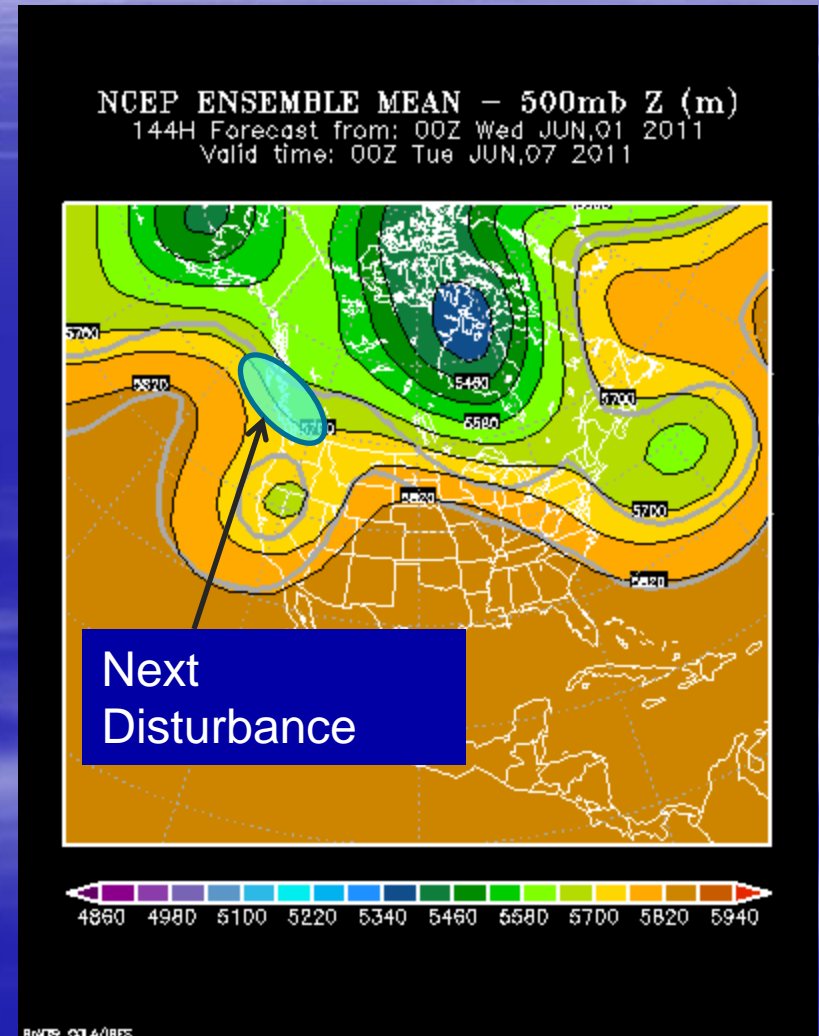 NCEP ENSEMBLE MEAN – 500mb Z (m)
144H Forecast from: 00Z Wed JUN,01 2011
Valid time: 00Z Tue JUN,07 2011
5700
5820
5460
5580
5700
5700
5820
5700
5820
Next
Disturbance
4860 4980 5100 5220 5340 5460 5580 5700 5820 5940